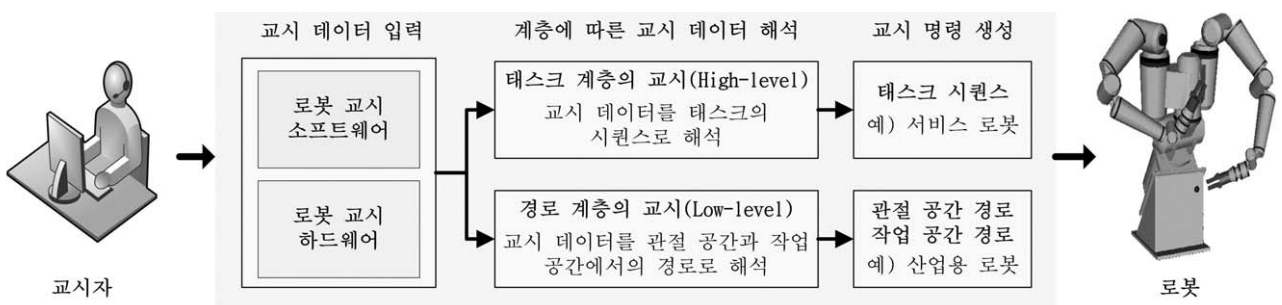 교시 데이터 입력
계층에 따른 교시 데이터 해석
교시 명령 생성
로봇 교시
소프트웨어
로봇 교시
하드웨어
태스크 계층의 교시(High-level)
교시 데이터를 태스크의
시퀀스로 해석
태스크 시퀀스
예) 서비스 로봇
경로 계층의 교시(Low-level)
교시 데이터를 관절 공간과 작업
공간에서의 경로로 해석
관절 공간 경로
작업 공간 경로
예) 산업용 로봇
교시자
로봇